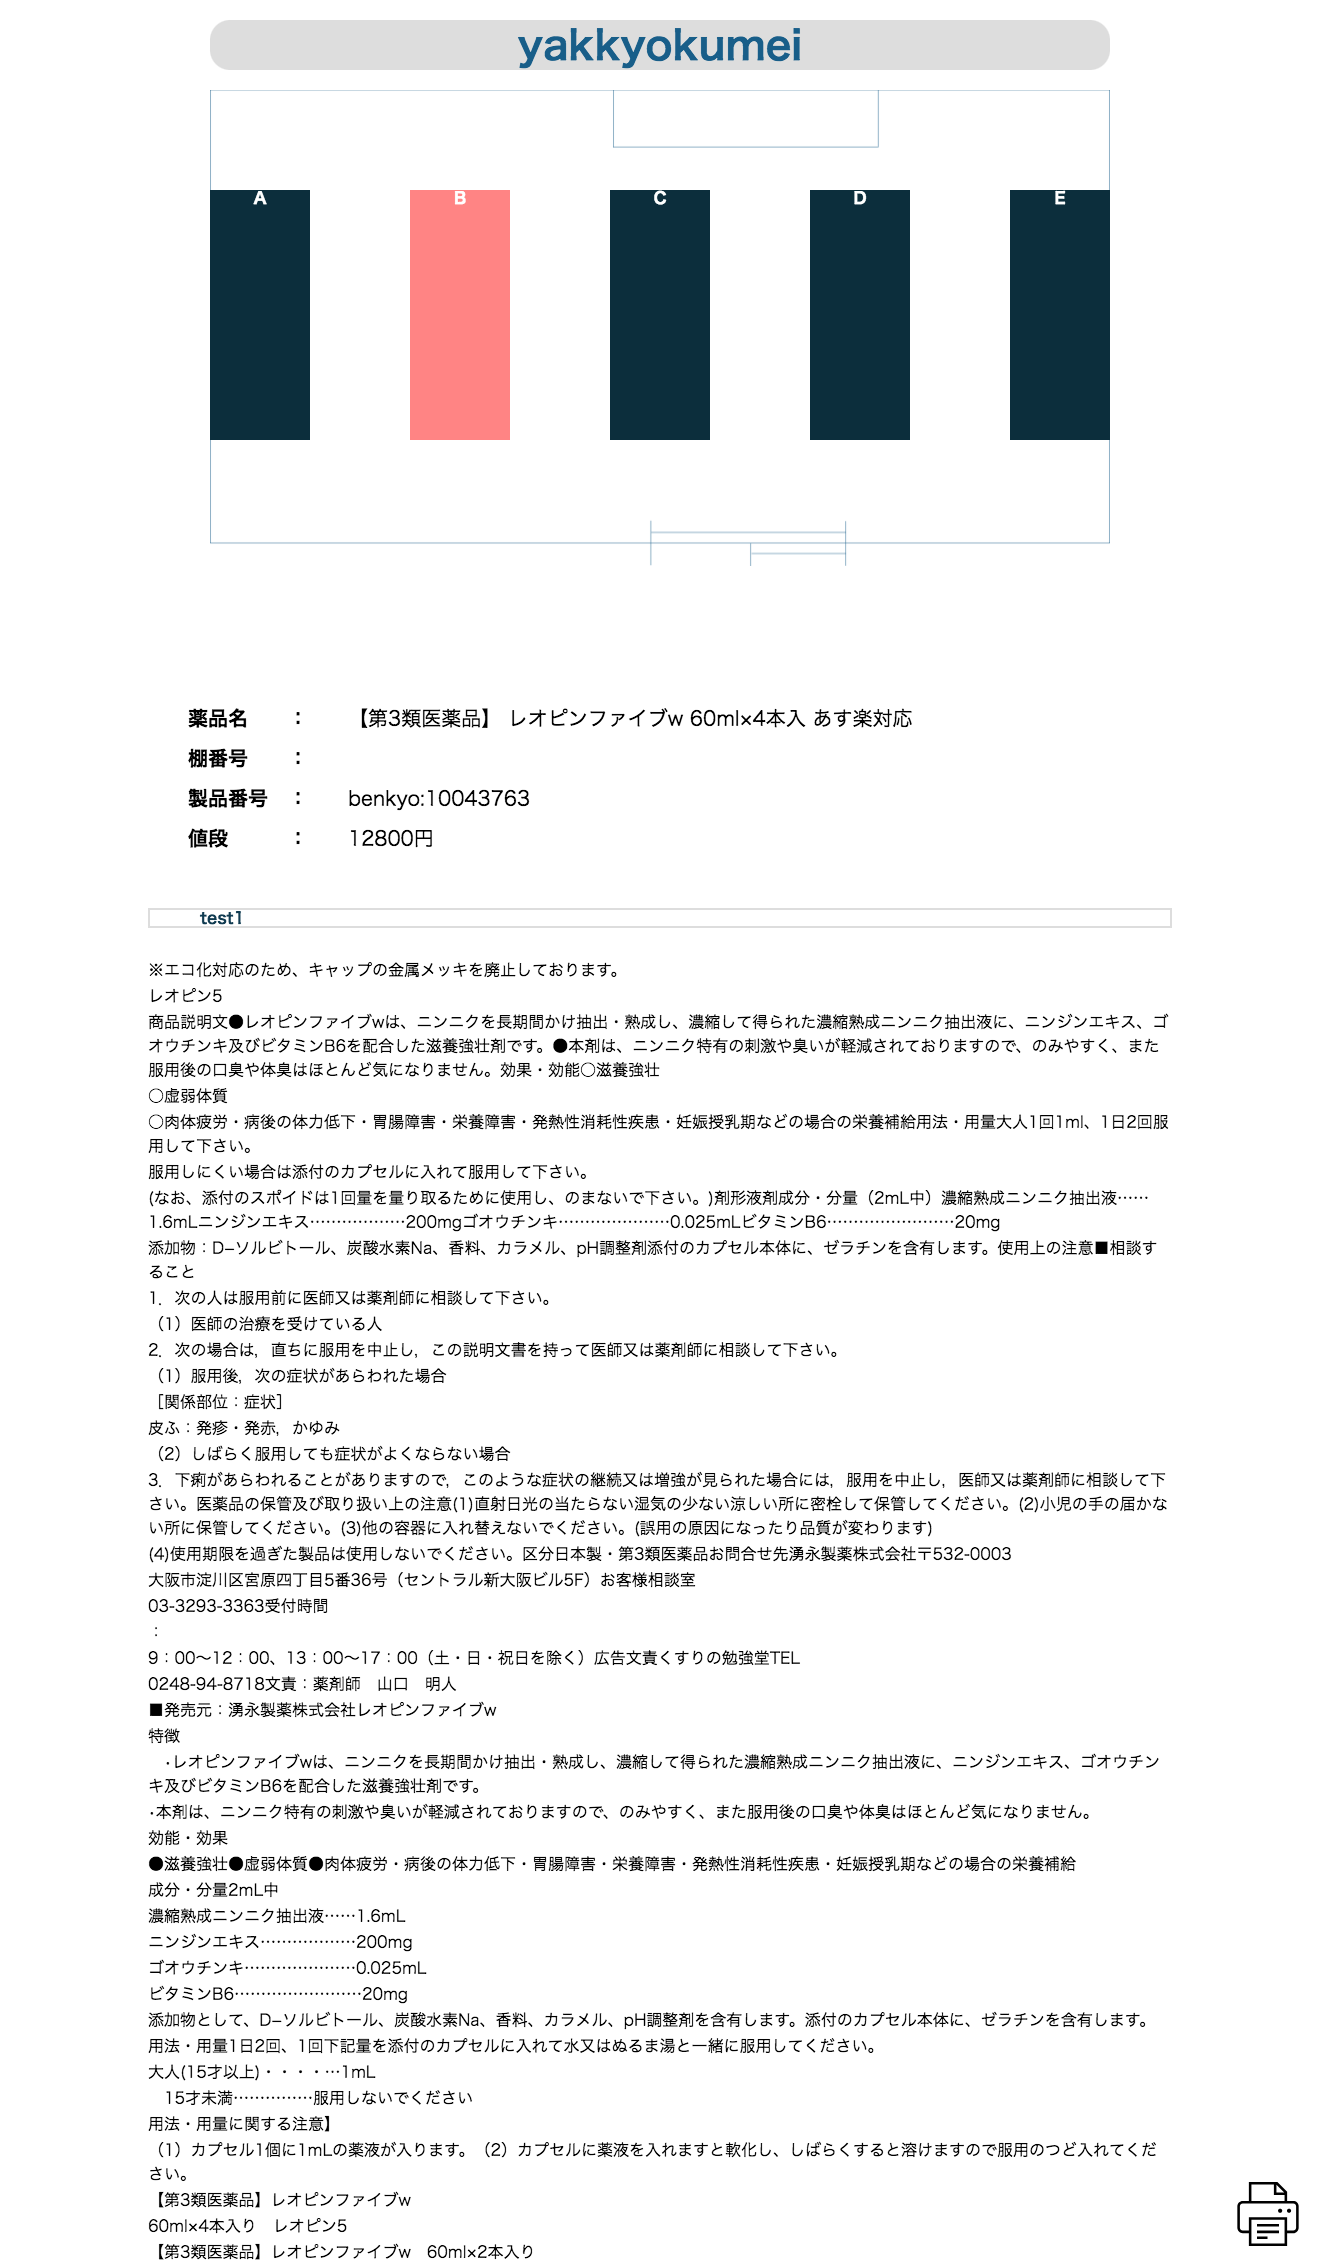 yakkyokumei
A
B
C
D
E
薬品名 : 【第3類医薬品】 レオピンファイブw 60ml×4本入 あす楽対応
棚番号 :
製品番号 : benkyo:10043763
値段 : 12800円
test1
※エコ化対応のため、キャップの金属メッキを廃止しております。
レオピン5
商品説明文●レオピンファイブwは、ニンニクを長期間かけ抽出・熟成し、濃縮して得られた濃縮熟成ニンニク抽出液に、ニンジンエキス、ゴ
オウチンキ及びビタミンB6を配合した滋養強壮剤です。●本剤は、ニンニク特有の刺激や臭いが軽減されておりますので、のみやすく、また
服用後の口臭や体臭はほとんど気になりません。効果・効能○滋養強壮
○虚弱体質
○肉体疲労・病後の体力低下・胃腸障害・栄養障害・発熱性消耗性疾患・妊娠授乳期などの場合の栄養補給用法・用量大人1回1ml、1日2回服
用して下さい。
服用しにくい場合は添付のカプセルに入れて服用して下さい。
(なお、添付のスポイドは1回量を量り取るために使用し、のまないで下さい。)剤形液剤成分・分量（2mL中）濃縮熟成ニンニク抽出液……
1.6mLニンジンエキス………………200mgゴオウチンキ…………………0.025mLビタミンB6……………………20mg
添加物：D−ソルビトール、炭酸水素Na、香料、カラメル、pH調整剤添付のカプセル本体に、ゼラチンを含有します。使用上の注意■相談す
ること
1．次の人は服用前に医師又は薬剤師に相談して下さい。
（1）医師の治療を受けている人
2．次の場合は，直ちに服用を中止し，この説明文書を持って医師又は薬剤師に相談して下さい。
（1）服用後，次の症状があらわれた場合
［関係部位：症状］
皮ふ：発疹・発赤，かゆみ
（2）しばらく服用しても症状がよくならない場合
3．下痢があらわれることがありますので，このような症状の継続又は増強が見られた場合には，服用を中止し，医師又は薬剤師に相談して下
さい。医薬品の保管及び取り扱い上の注意(1)直射日光の当たらない湿気の少ない涼しい所に密栓して保管してください。(2)小児の手の届かな
い所に保管してください。(3)他の容器に入れ替えないでください。(誤用の原因になったり品質が変わります)
(4)使用期限を過ぎた製品は使用しないでください。区分日本製・第3類医薬品お問合せ先湧永製薬株式会社〒532-0003
大阪市淀川区宮原四丁目5番36号（セントラル新大阪ビル5F）お客様相談室
03-3293-3363受付時間
：
9：00〜12：00、13：00〜17：00（土・日・祝日を除く）広告文責くすりの勉強堂TEL
0248-94-8718文責：薬剤師　山口　明人
■発売元：湧永製薬株式会社レオピンファイブw
特徴
　·レオピンファイブwは、ニンニクを長期間かけ抽出・熟成し、濃縮して得られた濃縮熟成ニンニク抽出液に、ニンジンエキス、ゴオウチン
キ及びビタミンB6を配合した滋養強壮剤です。
·本剤は、ニンニク特有の刺激や臭いが軽減されておりますので、のみやすく、また服用後の口臭や体臭はほとんど気になりません。
効能・効果
●滋養強壮●虚弱体質●肉体疲労・病後の体力低下・胃腸障害・栄養障害・発熱性消耗性疾患・妊娠授乳期などの場合の栄養補給
成分・分量2mL中
濃縮熟成ニンニク抽出液……1.6mL
ニンジンエキス………………200mg
ゴオウチンキ…………………0.025mL
ビタミンB6……………………20mg
添加物として、D−ソルビトール、炭酸水素Na、香料、カラメル、pH調整剤を含有します。添付のカプセル本体に、ゼラチンを含有します。
用法・用量1日2回、1回下記量を添付のカプセルに入れて水又はぬるま湯と一緒に服用してください。
大人(15才以上)・・・・…1mL
　15才未満……………服用しないでください
用法・用量に関する注意】
（1）カプセル1個に1mLの薬液が入ります。（2）カプセルに薬液を入れますと軟化し、しばらくすると溶けますので服用のつど入れてくだ
さい。
【第3類医薬品】レオピンファイブw
60ml×4本入り　レオピン5
【第3類医薬品】レオピンファイブw　60ml×2本入り